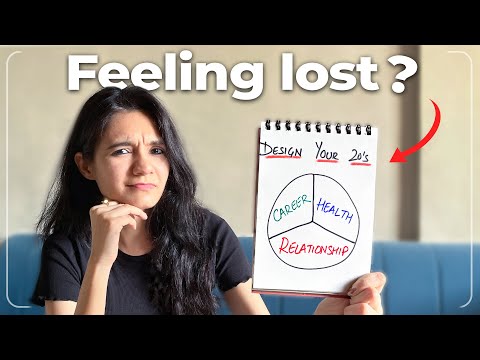 Feeling lost?
DESIGN YOUR 20's
CAREER
HEALTH
RELATIONSHIP